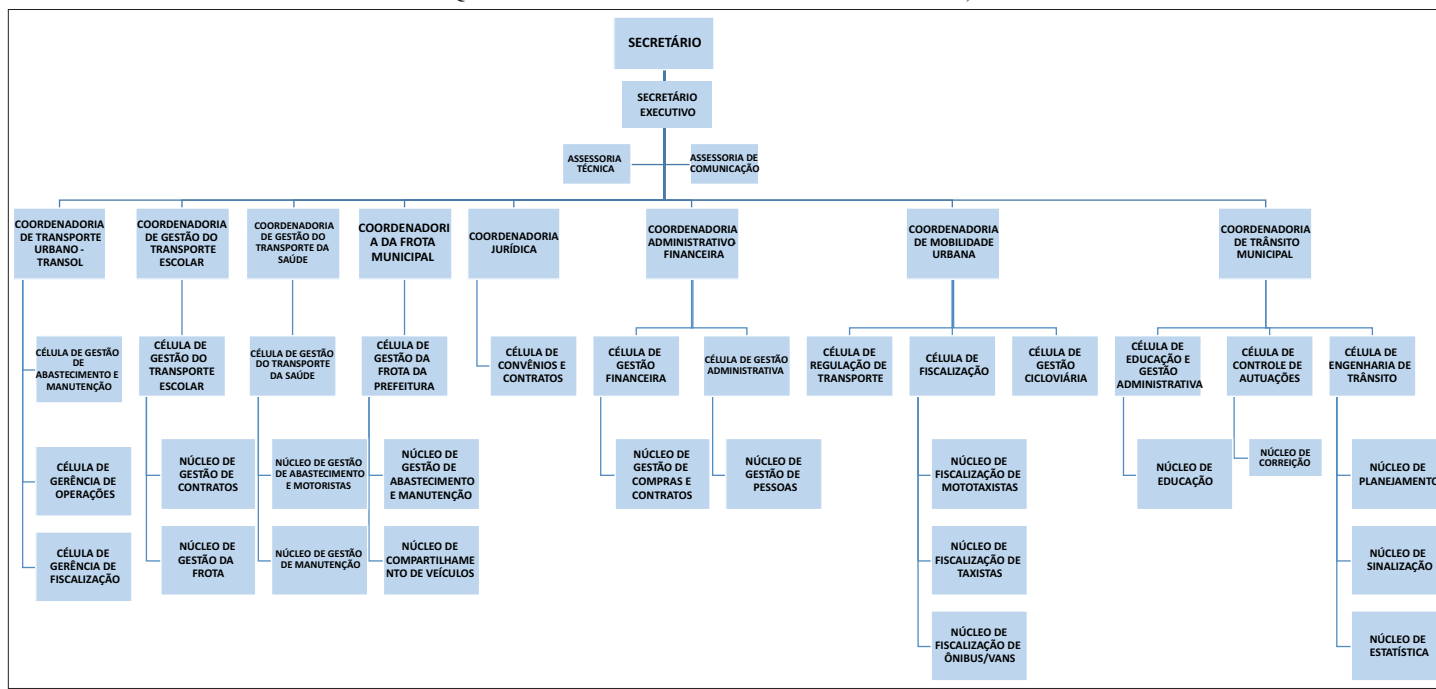 SECRETÁRIO
SECRETÁRIO
EXECUTIVO
ASSESSORIA
TÉCNICA
ASSESSORIA DE
COMUNICAÇÃO
COORDENADORIA
DE TRANSPORTE
URBANO -
TRANSOL
COORDENADORIA
DE GESTÃO DO
TRANSPORTE
ESCOLAR
COORDENADORIA
DE GESTÃO DO
TRANSPORTE DA
SAÚDE
COORDENADORI
A DA FROTA
MUNICIPAL
COORDENADORIA
JURÍDICA
COORDENADORIA
ADMINISTRATIVO
FINANCEIRA
COORDENADORIA
DE MOBILIDADE
URBANA
COORDENADORIA
DE TRÂNSITO
MUNICIPAL
CÉLULA DE GESTÃO
DE
ABASTECIMENTO E
MANUTENÇÃO
CÉLULA DE
GESTÃO DO
TRANSPORTE
ESCOLAR
CÉLULA DE GESTÃO
DO TRANSPORTE
DA SAÚDE
CÉLULA DE
GESTÃO DA
FROTA DA
PREFEITURA
CÉLULA DE
CONVÊNIOS E
CONTRATOS
CÉLULA DE
GESTÃO
FINANCEIRA
CÉLULA DE GESTÃO
ADMINISTRATIVA
CÉLULA DE
REGULAÇÃO DE
TRANSPORTE
CÉLULA DE
FISCALIZAÇÃO
CÉLULA DE
GESTÃO
CICLOVIÁRIA
CÉLULA DE
EDUCAÇÃO E
GESTÃO
ADMINISTRATIVA
CÉLULA DE
CONTROLE DE
AUTUAÇÕES
CÉLULA DE
ENGENHARIA DE
TRÂNSITO
CÉLULA DE
GERÊNCIA DE
OPERAÇÕES
NÚCLEO DE
GESTÃO DE
CONTRATOS
NÚCLEO DE GESTÃO
DE ABASTECIMENTO
E MOTORISTAS
NÚCLEO DE
GESTÃO DE
ABASTECIMENTO
E MANUTENÇÃO
NÚCLEO DE
GESTÃO DE
COMPRAS E
CONTRATOS
NÚCLEO DE
GESTÃO DE
PESSOAS
NÚCLEO DE
FISCALIZAÇÃO DE
MOTOTAXISTAS
NÚCLEO DE
EDUCAÇÃO
NÚCLEO DE
CORREIÇÃO
NÚCLEO DE
PLANEJAMENTO
CÉLULA DE
GERÊNCIA DE
FISCALIZAÇÃO
NÚCLEO DE
GESTÃO DA
FROTA
NÚCLEO DE GESTÃO
DE MANUTENÇÃO
NÚCLEO DE
COMPARTILHAME
NTO DE VEÍCULOS
NÚCLEO DE
FISCALIZAÇÃO DE
TAXISTAS
NÚCLEO DE
SINALIZAÇÃO
NÚCLEO DE
FISCALIZAÇÃO DE
ÔNIBUS/VANS
NÚCLEO DE
ESTATÍSTICA